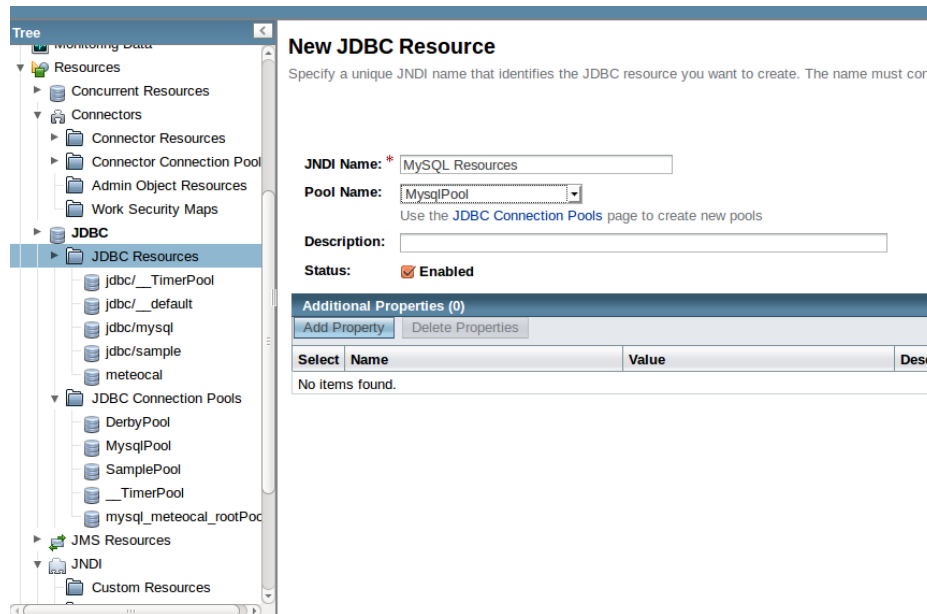 Tree
Monitoring Data
Resources
Concurrent Resources
Connectors
Connector Resources
Connector Connection Pool
Admin Object Resources
Work Security Maps
JDBC
JDBC Resources
jdbc/__TimerPool
jdbc/__default
jdbc/mysql
jdbc/sample
meteocal
JDBC Connection Pools
DerbyPool
MysqlPool
SamplePool
__TimerPool
mysql_meteocal_rootPoo
JMS Resources
JNDI
Custom Resources
New JDBC Resource
Specify a unique JNDI name that identifies the JDBC resource you want to create. The name must con
JNDI Name: * MySQL Resources
Pool Name: MysqlPool
Use the JDBC Connection Pools page to create new pools
Description:
Status: Enabled
Additional Properties (0)
Add Property Delete Properties
Select Name Value Des
No items found.